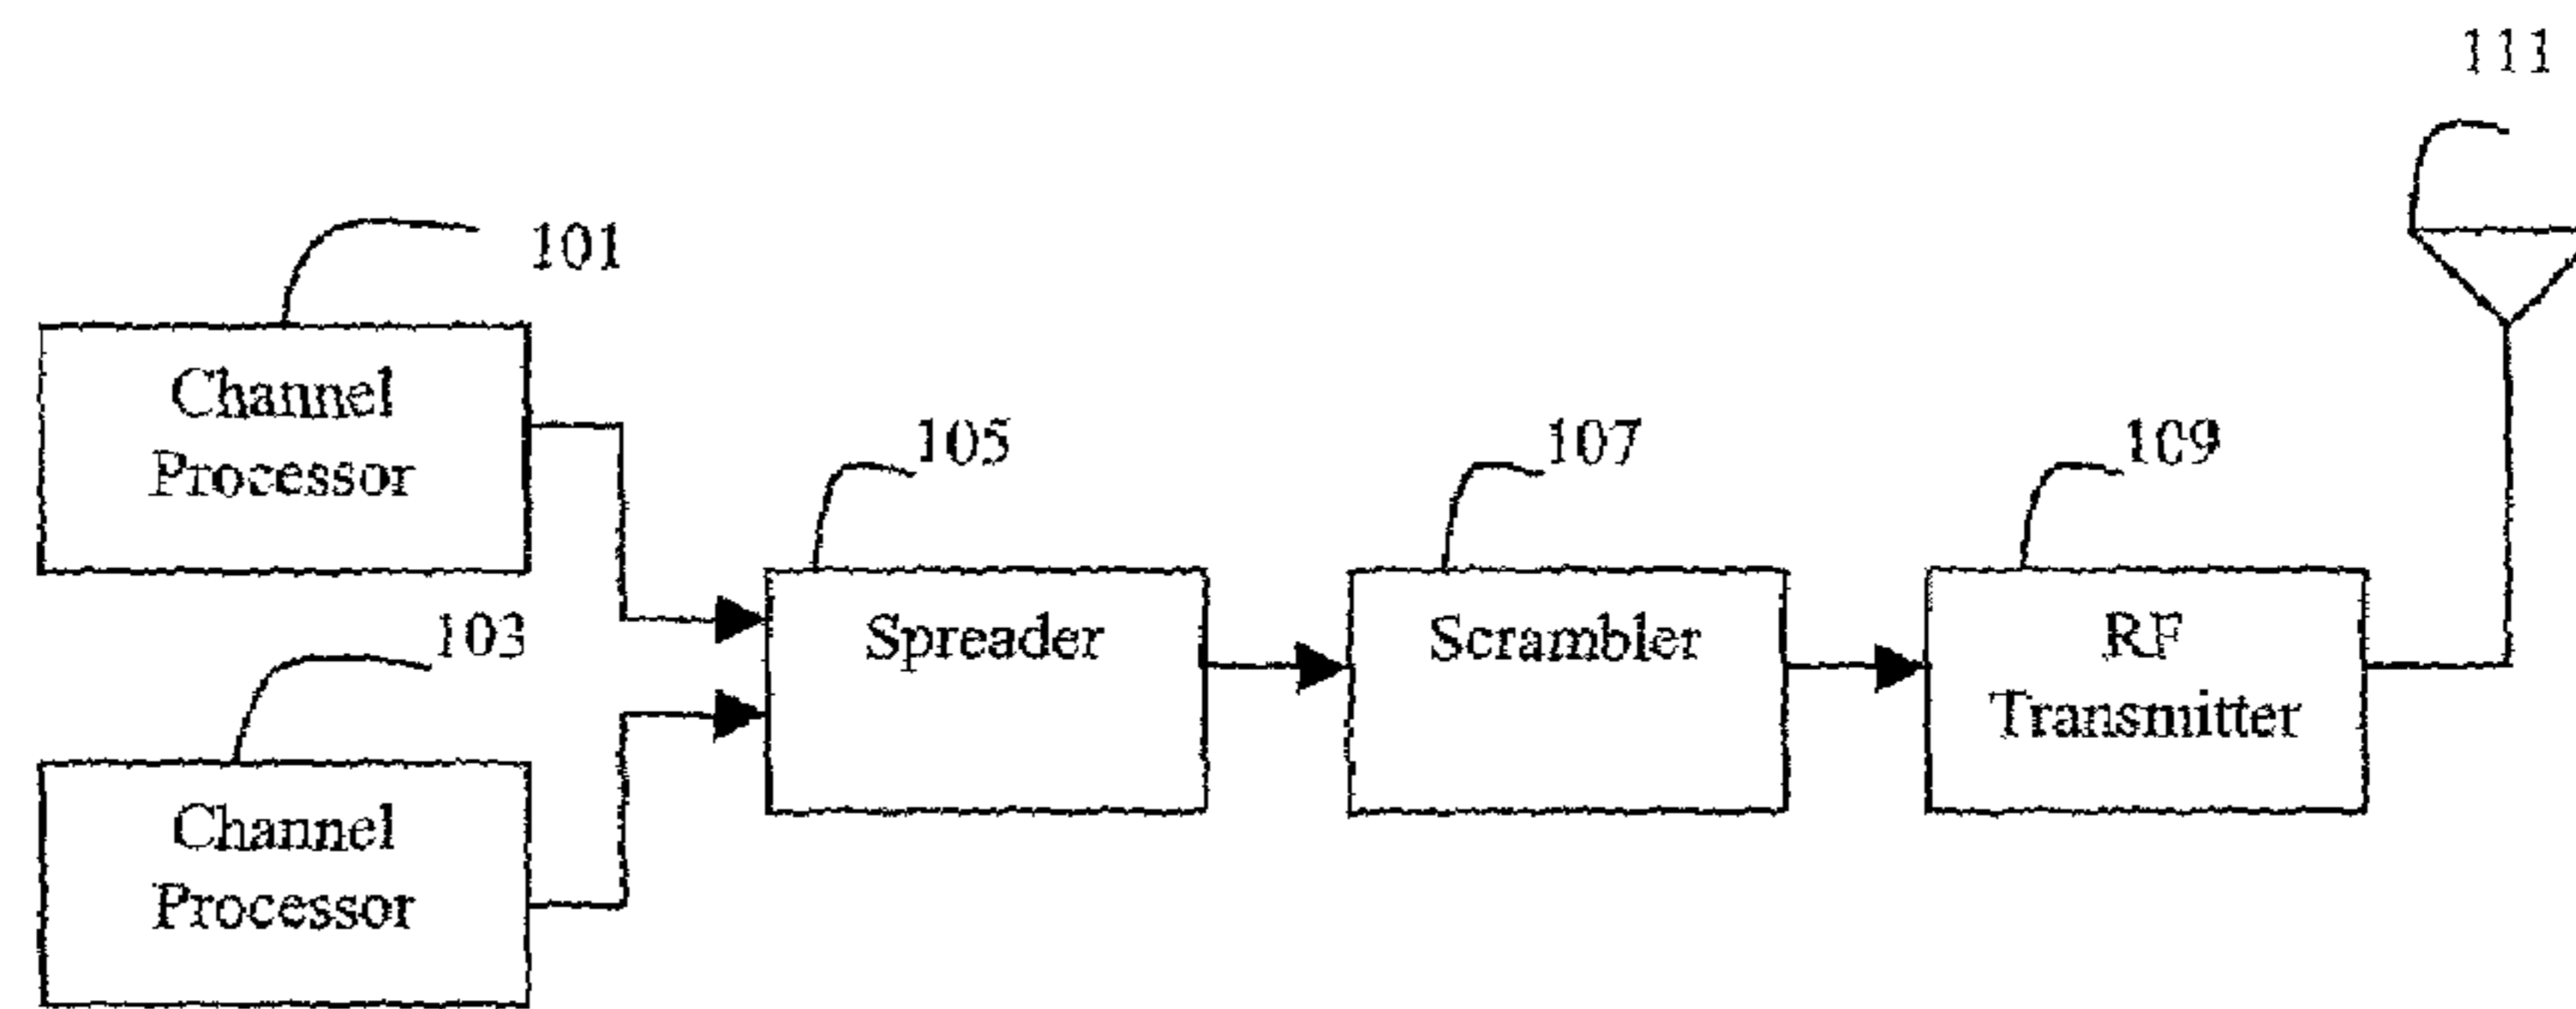 111
101
Channel
Processor
105
107
109
103
Spreader
Scrambler
RF
Transmitter
Channel
Processor